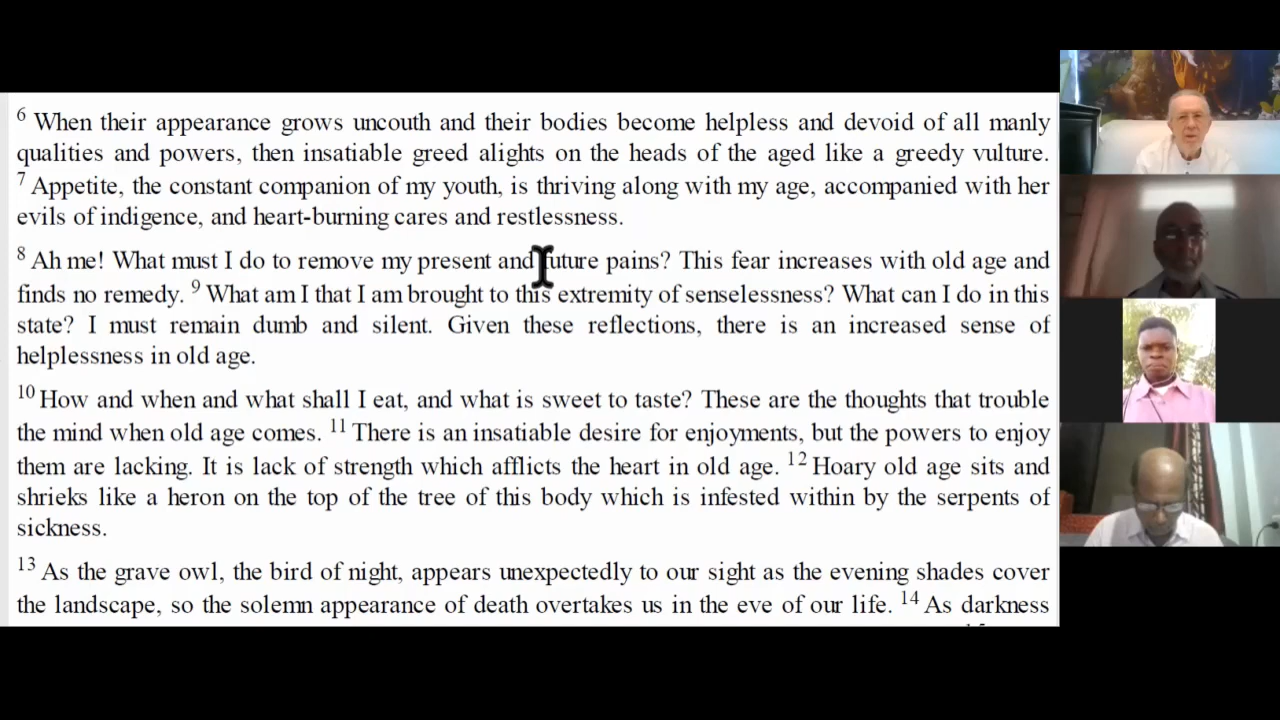 6 When their appearance grows uncouth and their bodies become helpless and devoid of all manly
qualities and powers, then insatiable greed alights on the heads of the aged like a greedy vulture.
7 Appetite, the constant companion of my youth, is thriving along with my age, accompanied with her
evils of indigence, and heart-burning cares and restlessness.
8 Ah me! What must I do to remove my present and future pains? This fear increases with old age and
finds no remedy. 9 What am I that I am brought to this extremity of senselessness? What can I do in this
state? I must remain dumb and silent. Given these reflections, there is an increased sense of
helplessness in old age.
10 How and when and what shall I eat, and what is sweet to taste? These are the thoughts that trouble
the mind when old age comes. 11 There is an insatiable desire for enjoyments, but the powers to enjoy
them are lacking. It is lack of strength which afflicts the heart in old age. 12 Hoary old age sits and
shrieks like a heron on the top of the tree of this body which is infested within by the serpents of
sickness.
13 As the grave owl, the bird of night, appears unexpectedly to our sight as the evening shades cover
the landscape, so the solemn appearance of death overtakes us in the eve of our life. 14 As darkness